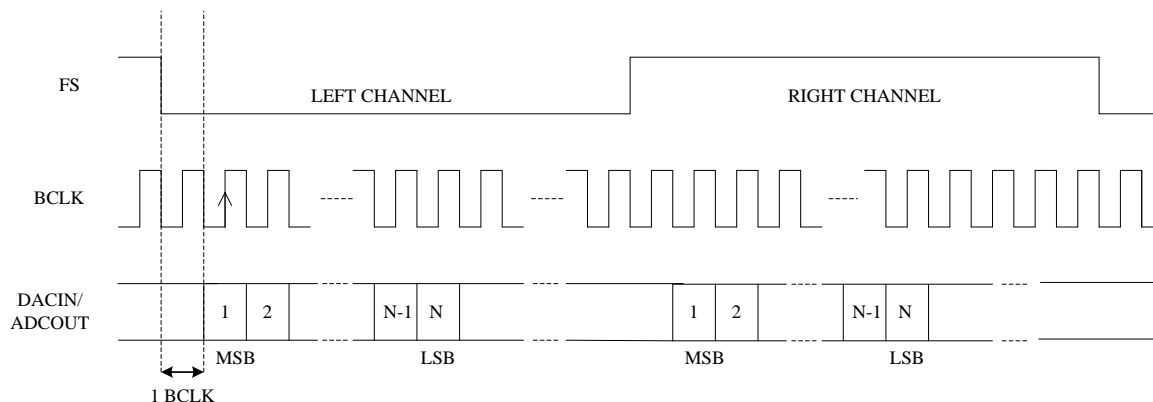 FS
LEFT CHANNEL
RIGHT CHANNEL
BCLK
DACIN/
ADCOUT
1
2
N-1
N
1
2
N-1
N
MSB
LSB
MSB
LSB
1 BCLK